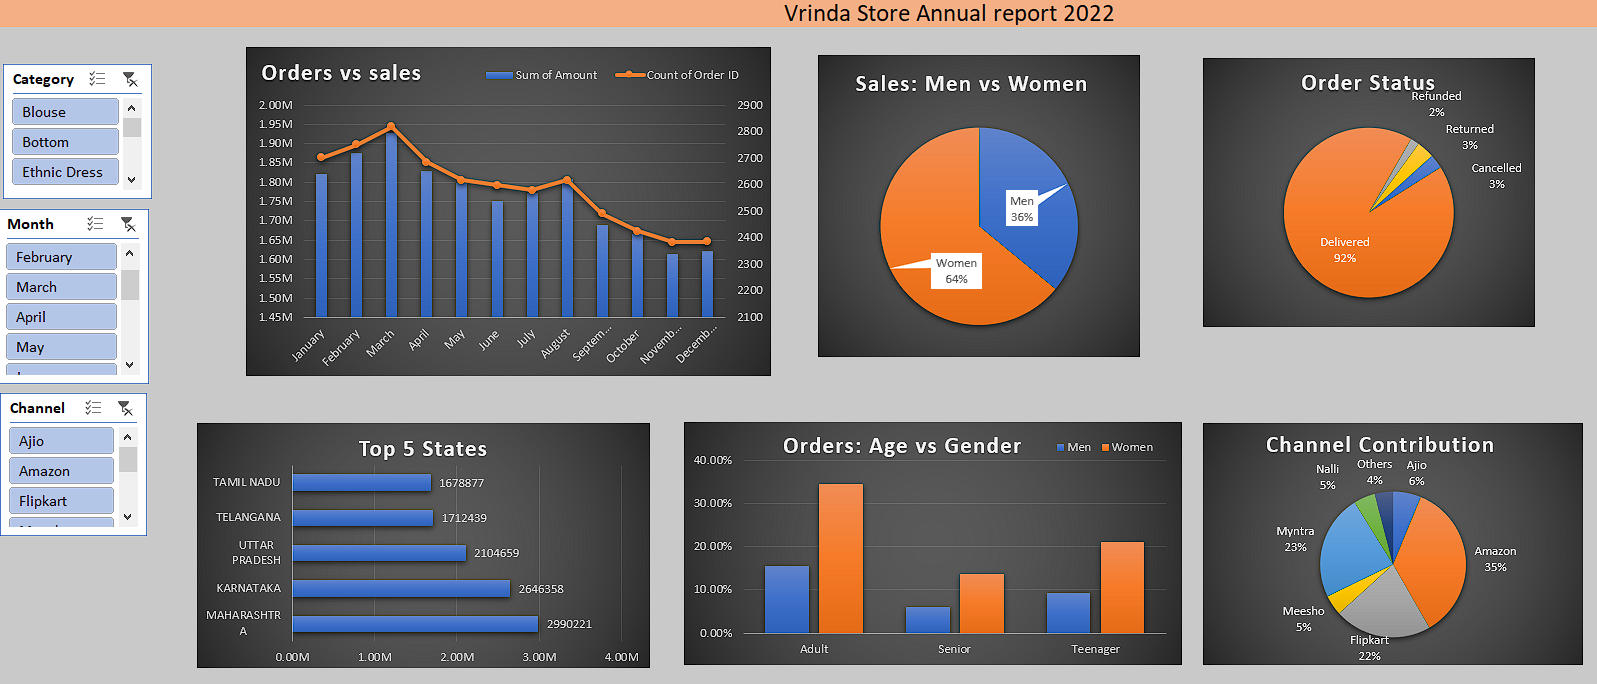 Vrinda Store Annual report 2022
Category
Blouse
Bottom
Ethnic Dress
Month
February
March
April
May
Channel
Ajio
Amazon
Flipkart
Orders vs sales
Sum of Amount
Count of Order ID
2.00M
1.95M
1.90M
1.85M
1.80M
1.75M
1.70M
1.65M
1.60M
1.55M
1.50M
1.45M
2900
2800
2700
2600
2500
2400
2300
2200
2100
January
February
March
April
May
June
July
August
Septem...
October
Novemb...
Decemb...
Sales: Men vs Women
Men
36%
Women
64%
Order Status
Refunded
2%
Returned
3%
Cancelled
3%
Delivered
92%
Top 5 States
TAMIL NADU
1678877
TELANGANA
1712439
UTTAR
PRADESH
2104659
KARNATAKA
2646358
MAHARASHTR
A
2990221
0.00M
1.00M
2.00M
3.00M
4.00M
Orders: Age vs Gender
Men
Women
40.00%
30.00%
20.00%
10.00%
0.00%
Adult
Senior
Teenager
Channel Contribution
Nalli
5%
Others
4%
Ajio
6%
Myntra
23%
Amazon
35%
Meesho
5%
Flipkart
22%